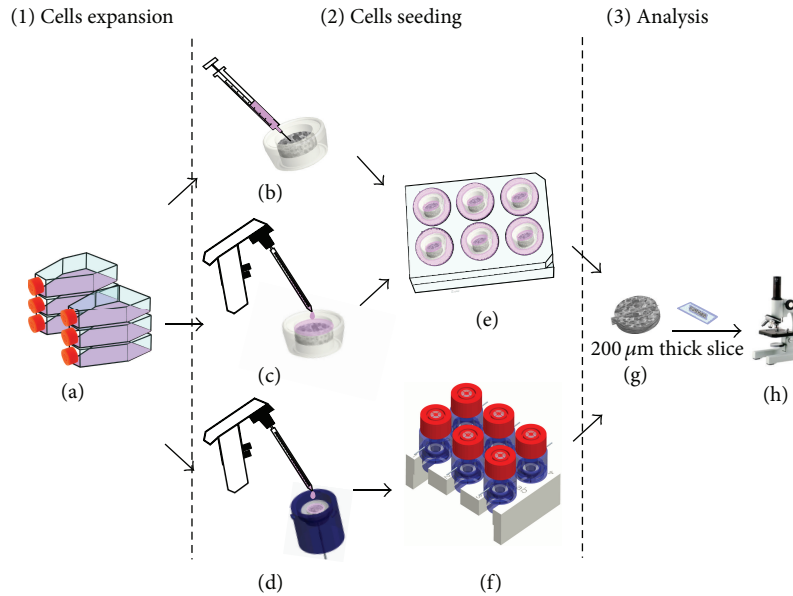 (1) Cells expansion
(2) Cells seeding
(3) Analysis
(b)
(e)
(c)
(a)
200 μm thick slice
(g)
(h)
(d)
(f)